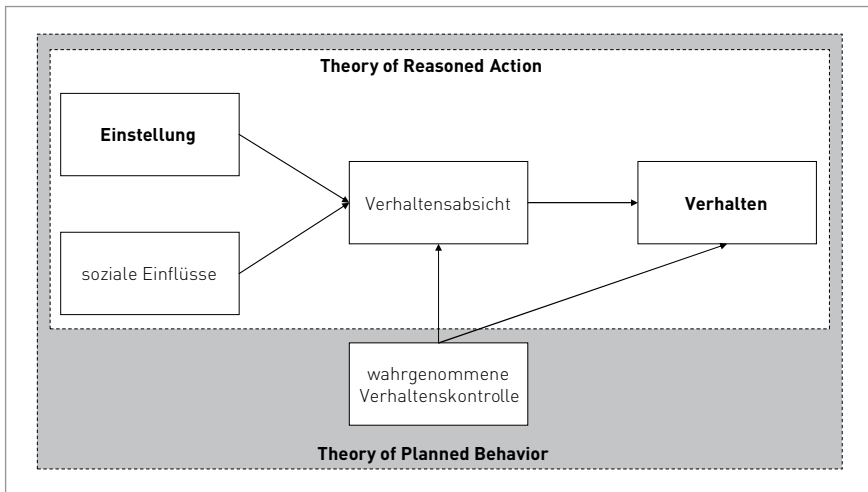 Theory of Reasoned Action
Einstellung
soziale Einflüsse
Verhaltensabsicht
Verhalten
wahrgenommene
Verhaltenskontrolle
Theory of Planned Behavior